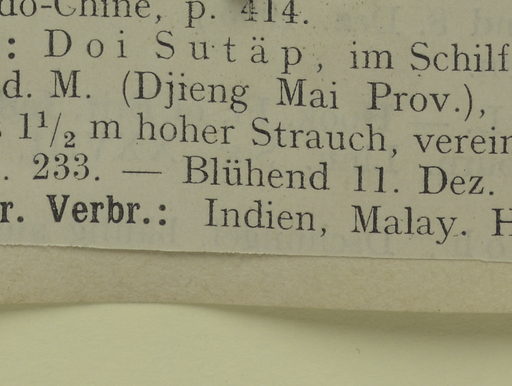 do-Chine, p. 414.
: Doi Sutäp, im Schilf
d. M. (Djieng Mai Prov.),
1½ m hoher Strauch, verein
. 233. — Blühend 11. Dez.
r. Verbr.: Indien, Malay. H